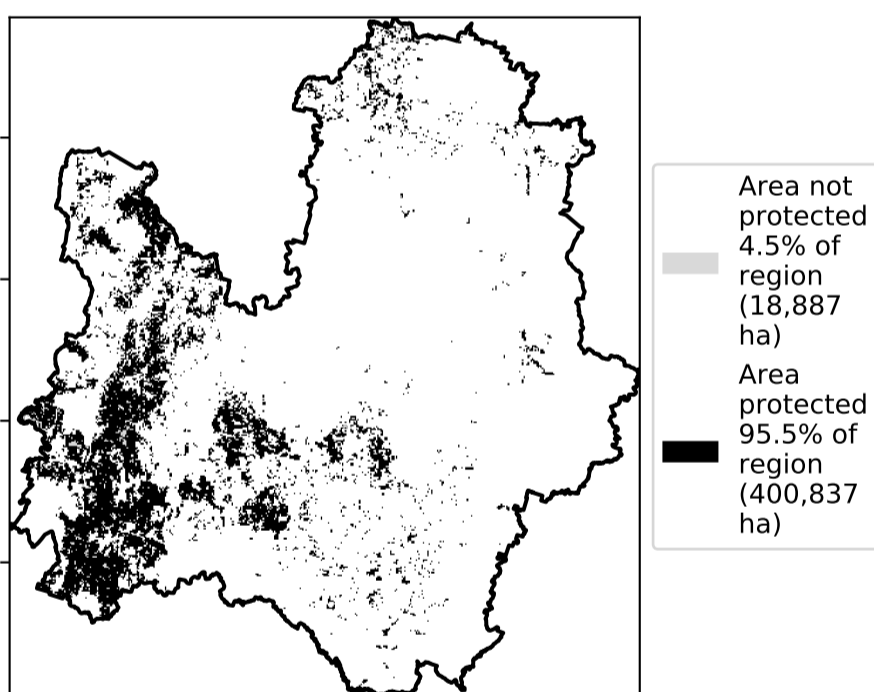 Area not
protected
4.5% of
region
(18,887
ha)
Area
protected
95.5% of
region
(400,837
ha)